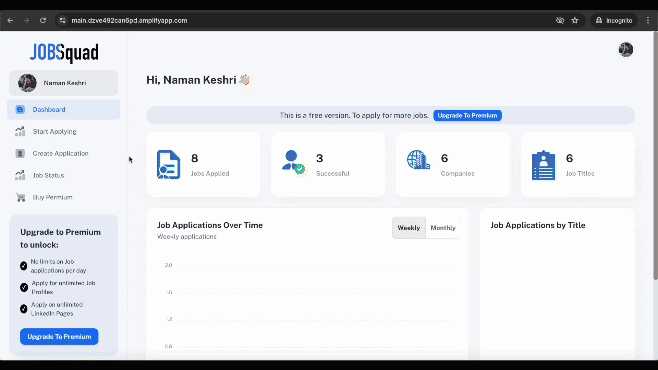 main.dzve492can6pd.amplifyapp.com
Incognito
JOBSquad
Naman Keshri
Dashboard
Start Applying
Create Application
Job Status
Buy Permium
Upgrade to Premium
to unlock:
No limits on Job
applications per day
Apply for unlimited Job
Profiles
Apply on unlimited
LinkedIn Pages
Upgrade To Premium
Hi, Naman Keshri 👋
This is a free version. To apply for more jobs.
Upgrade To Premium
8
Jobs Applied
3
Successful
6
Companies
6
Job Titles
Job Applications Over Time
Weekly applications
Weekly
Monthly
2.0
1.6
1.2
0.8
Job Applications by Title